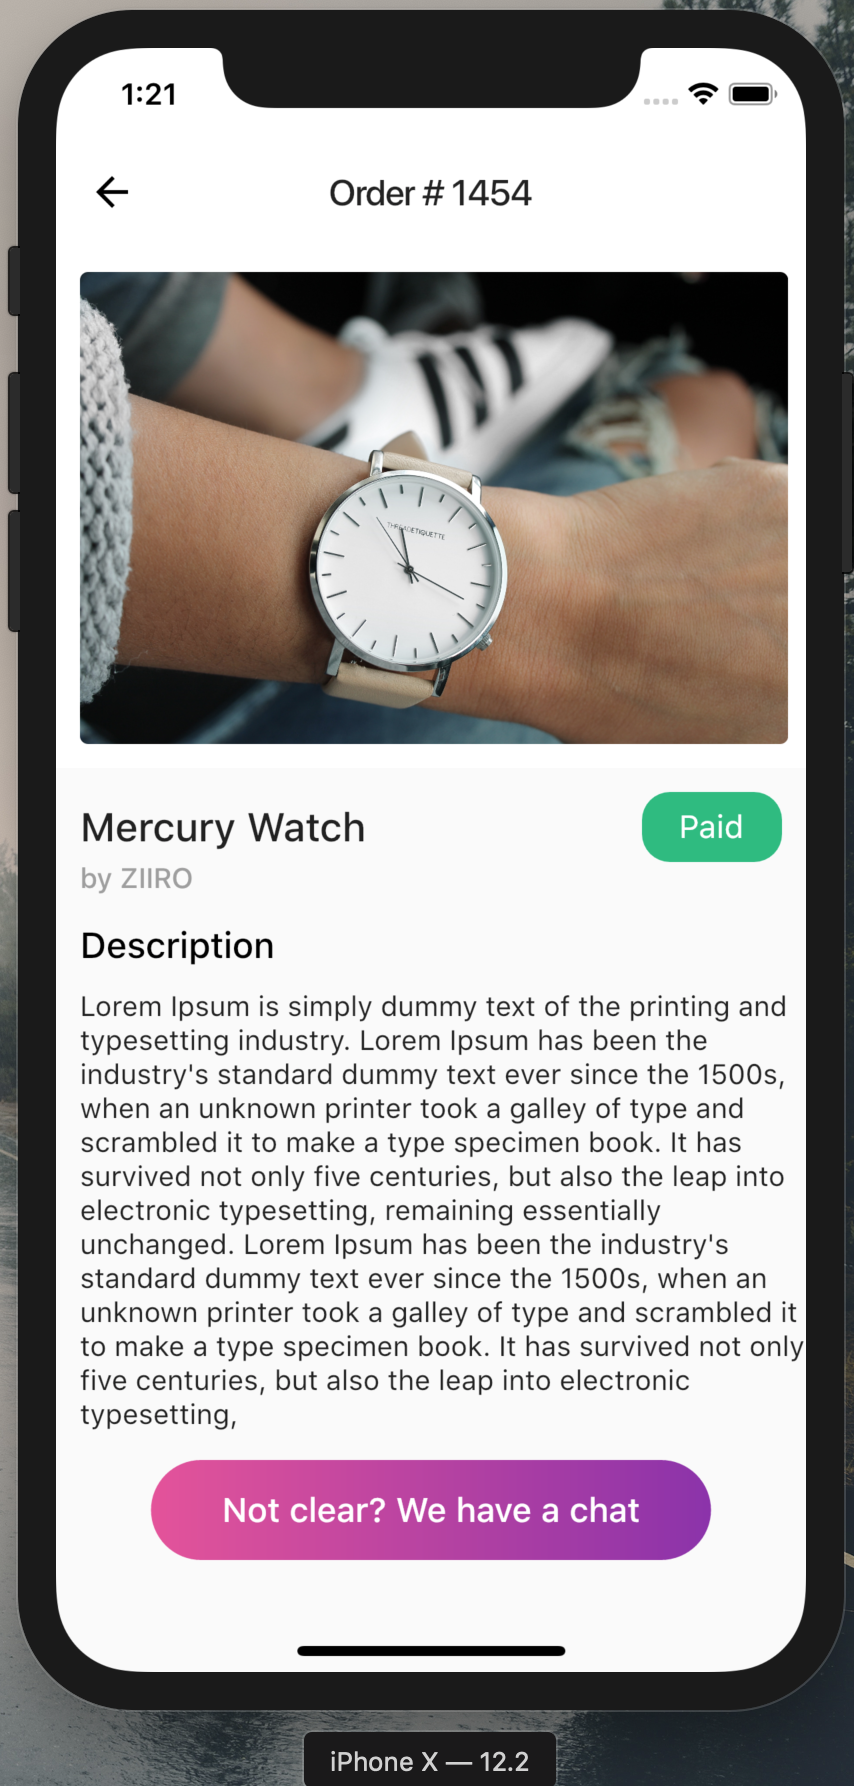 1:21
Order # 1454
THREADETIQUETTE
Mercury Watch
Paid
by ZIIRO
Description
Lorem Ipsum is simply dummy text of the printing and
typesetting industry. Lorem Ipsum has been the
industry's standard dummy text ever since the 1500s,
when an unknown printer took a galley of type and
scrambled it to make a type specimen book. It has
survived not only five centuries, but also the leap into
electronic typesetting, remaining essentially
unchanged. Lorem Ipsum has been the industry's
standard dummy text ever since the 1500s, when an
unknown printer took a galley of type and scrambled it
to make a type specimen book. It has survived not only
five centuries, but also the leap into electronic
typesetting,
Not clear? We have a chat
iPhone X — 12.2